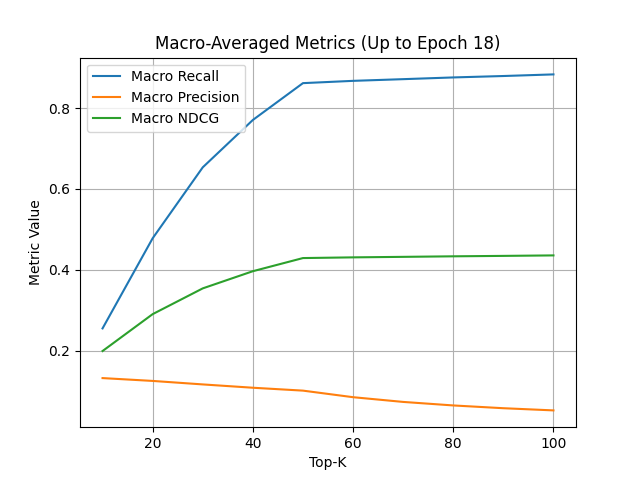 Macro-Averaged Metrics (Up to Epoch 18)
Macro Recall
Macro Precision
Macro NDCG
Metric Value
0.8
0.6
0.4
0.2
20 40 60 80 100
Top-K